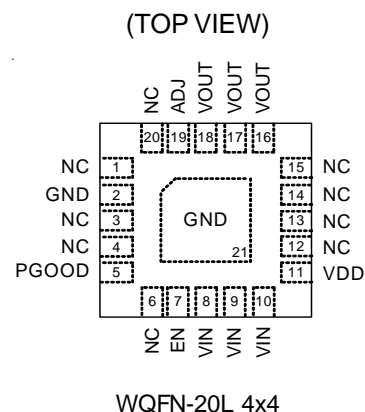 (TOP VIEW)
NC ADJ VOUT VOUT VOUT
20 19 18 17 16
NC 1 15 NC
GND 2 14 NC
NC 3 GND 13 NC
NC 4 12 NC
PGOOD 5 21 11 VDD
6 7 8 9 10
NC EN VIN VIN VIN
WQFN-20L 4x4